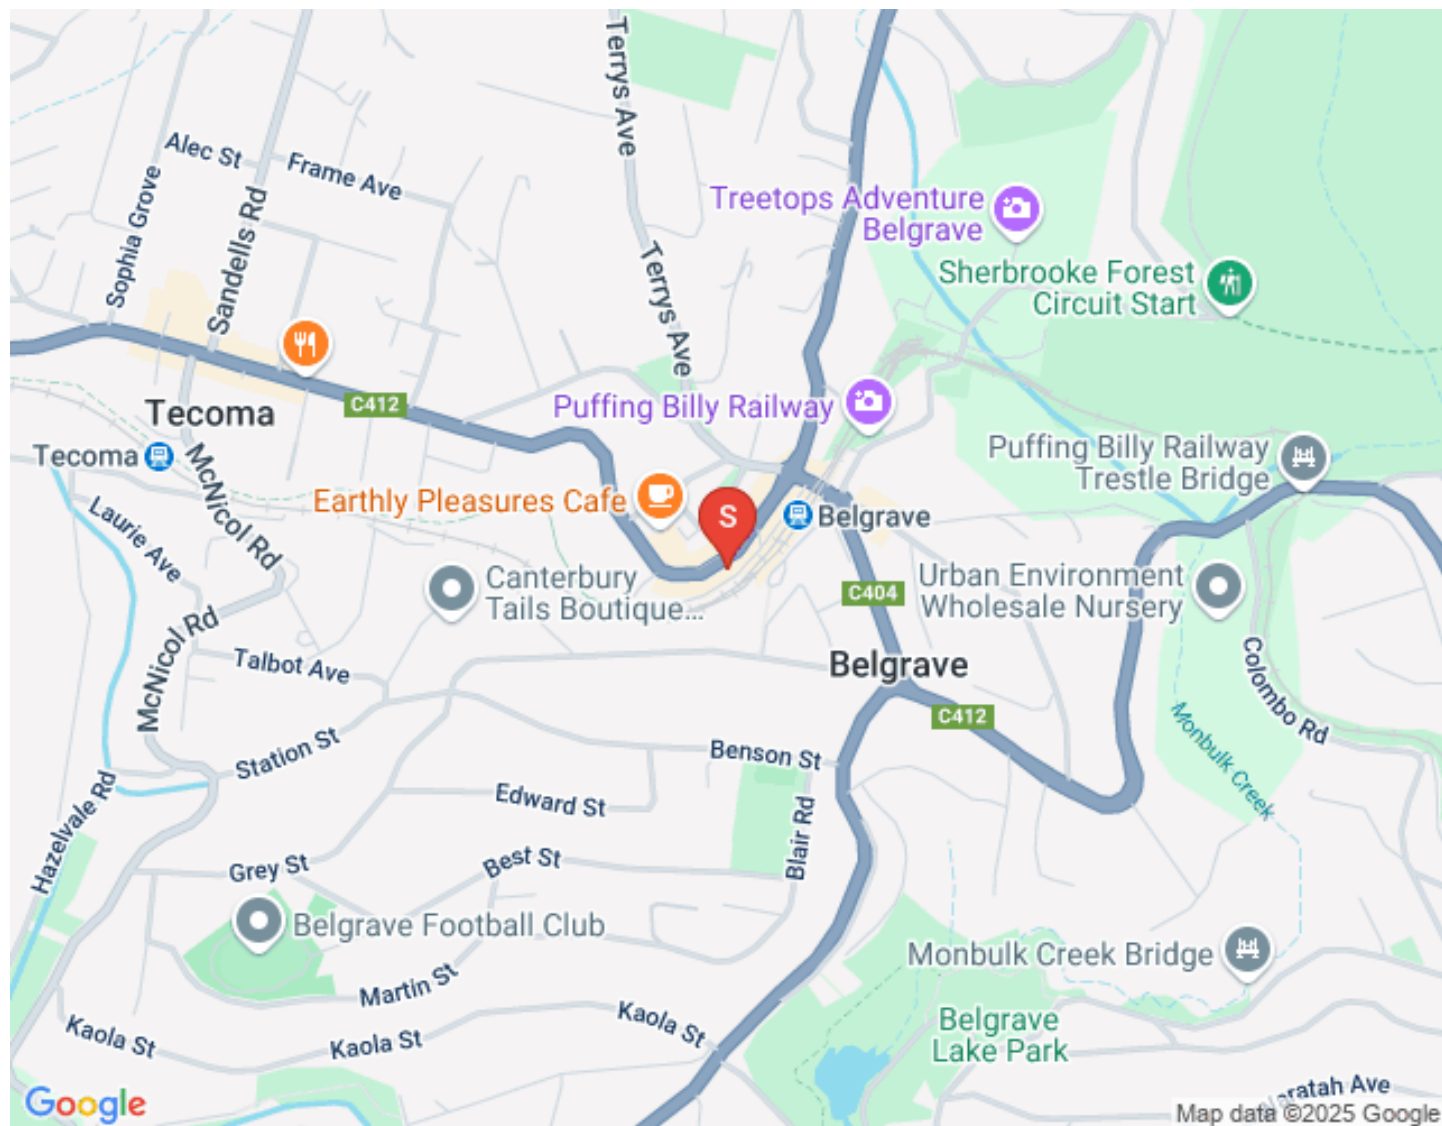 Terrys Ave
Alec St
Frame Ave
Sophia Grove
Sandells Rd
Treetops Adventure
Belgrave
Terrys Ave
Sherbrooke Forest
Circuit Start
C412
Tecoma
Puffing Billy Railway
Tecoma
McNicol Rd
Puffing Billy Railway
Trestle Bridge
Earthly Pleasures Cafe
S
Belgrave
Laurie Ave
Canterbury
Tails Boutique...
C404
Urban Environment
Wholesale Nursery
McNicol Rd
Talbot Ave
Belgrave
Colombo Rd
C412
Station St
Benson St
Monbulk Creek
Hazelvale Rd
Edward St
Blair Rd
Grey St
Best St
Belgrave Football Club
Monbulk Creek Bridge
Martin St
Kaola St
Kaola St
Kaola St
Belgrave
Lake Park
ratah Ave
Google
Map data ©2025 Google